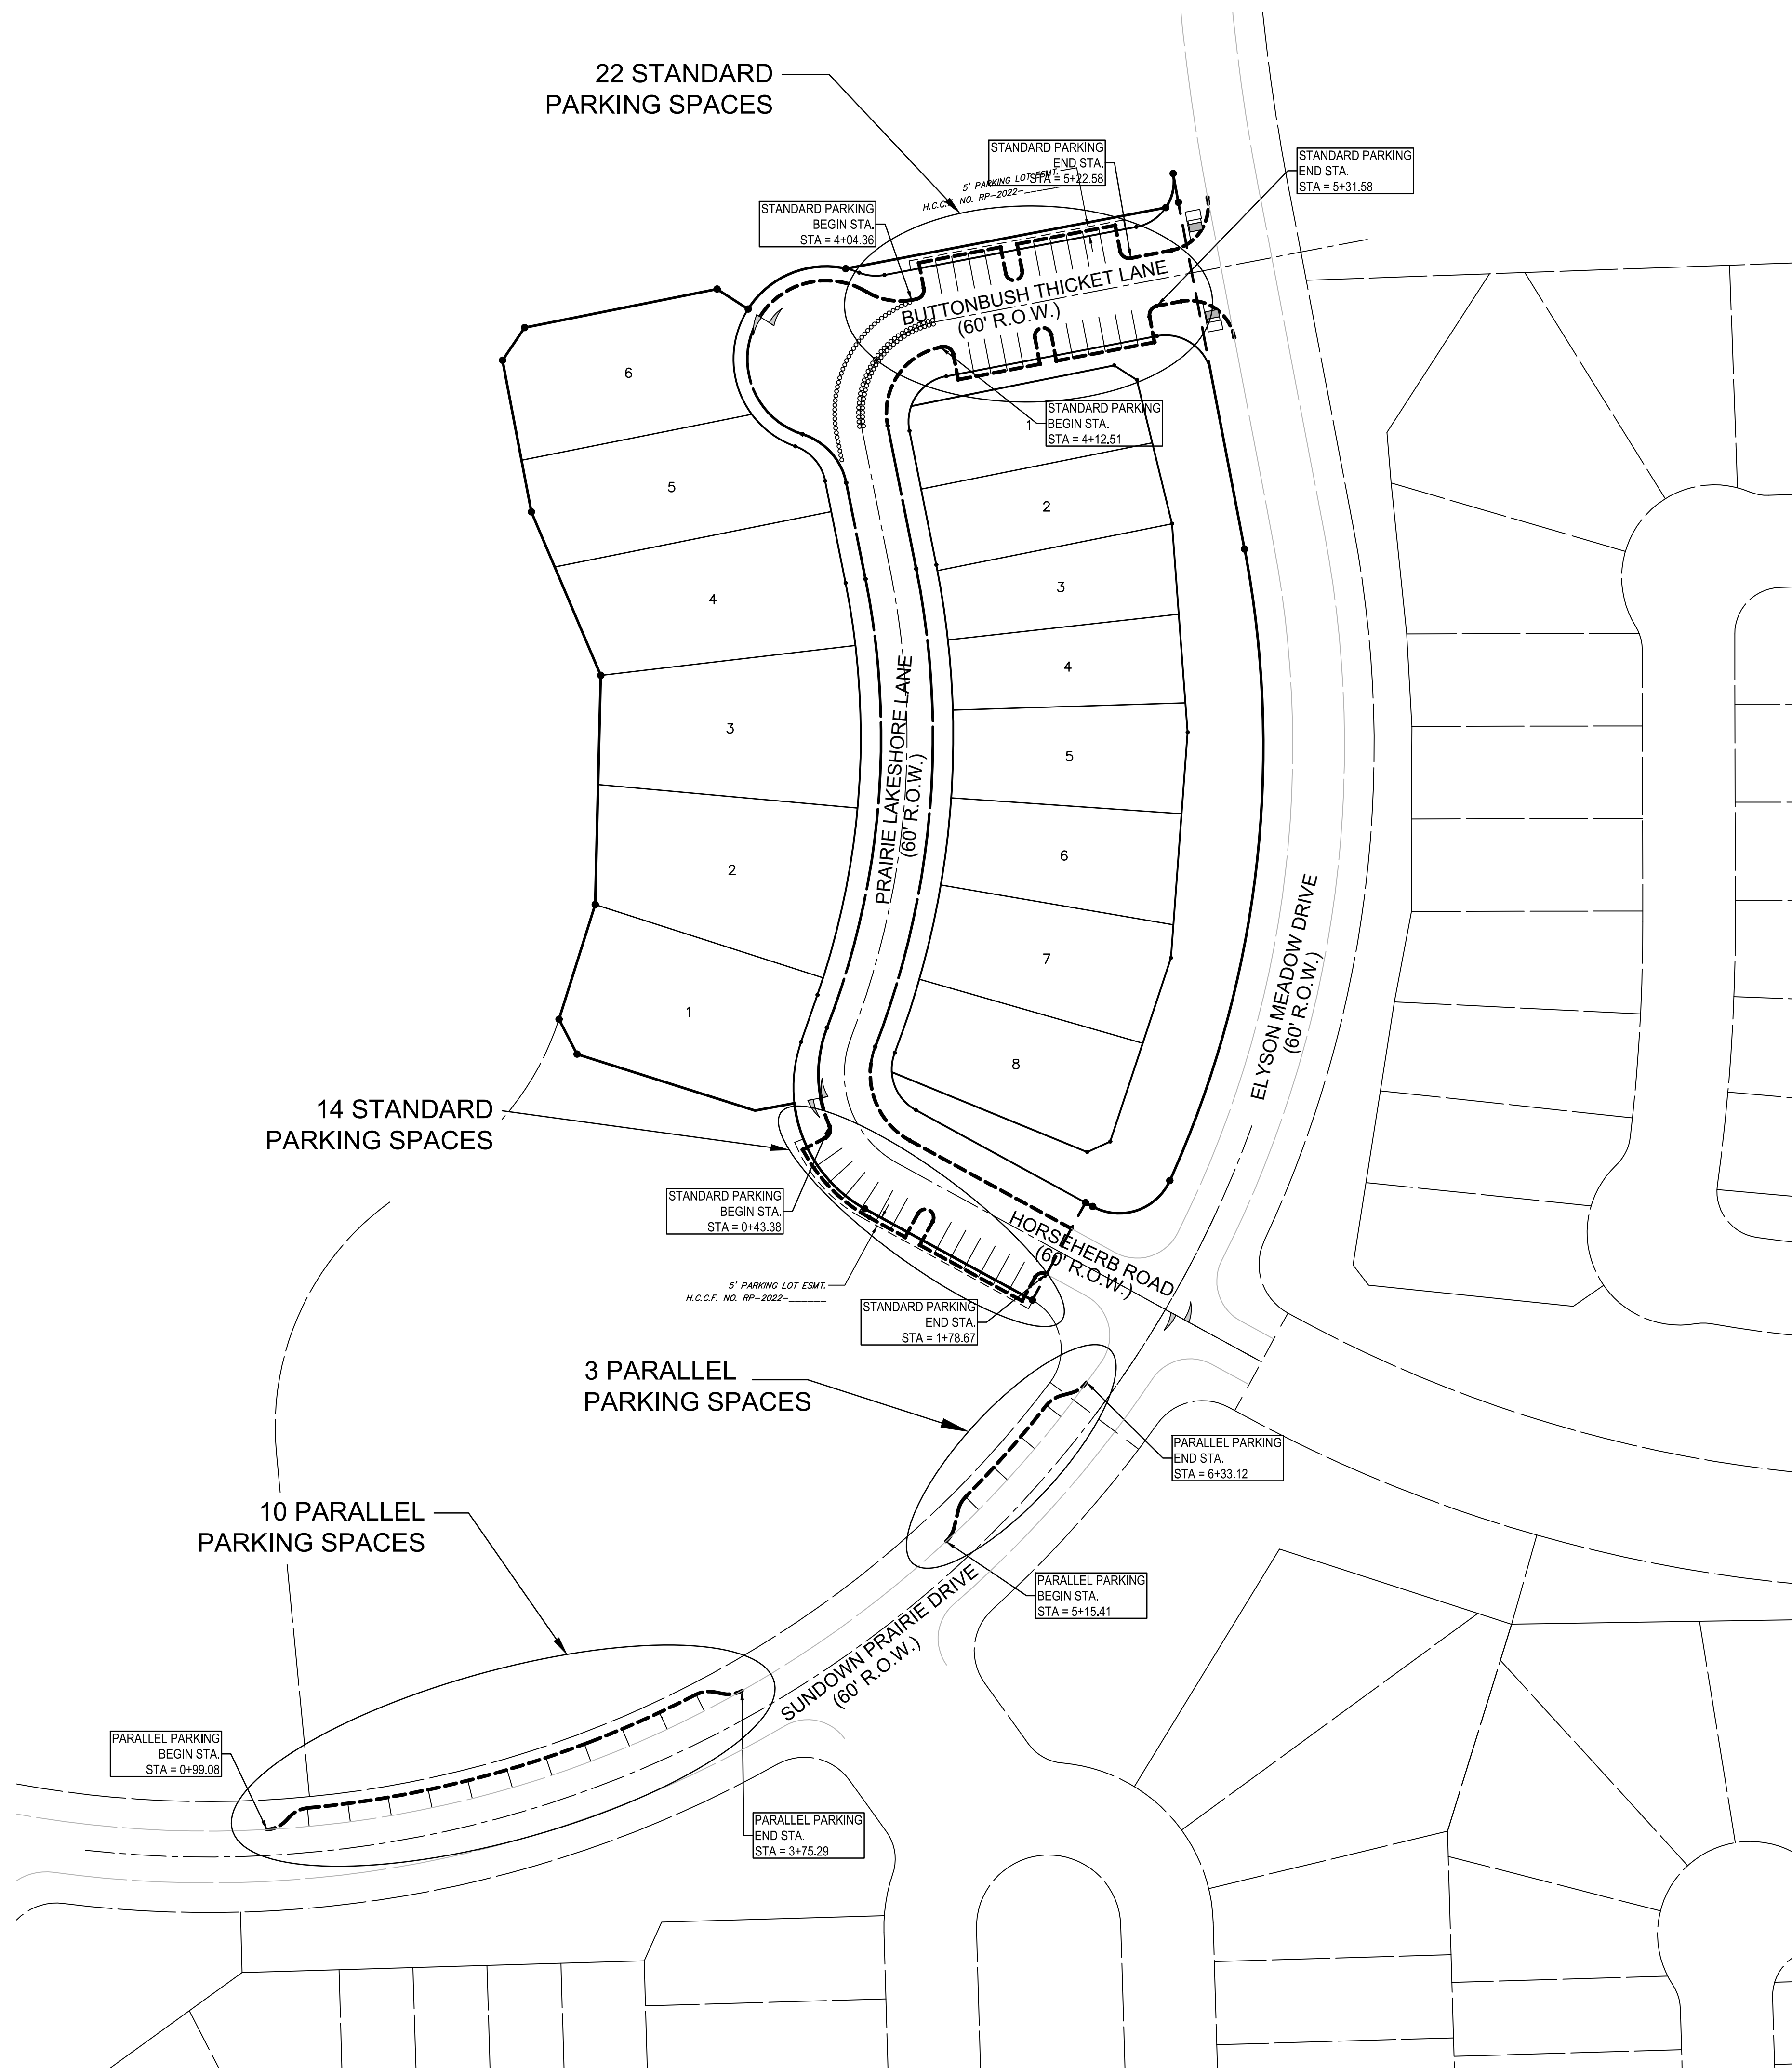 22 STANDARD
PARKING SPACES
STANDARD PARKING
END STA.
STA = 5+22.58
STANDARD PARKING
END STA.
STA = 5+31.58
5' PARKING LOT ESMT.
H.C.C.F. NO. RP-2022-______
STANDARD PARKING
BEGIN STA.
STA = 4+04.36
BUTTONBUSH THICKET LANE
(60' R.O.W.)
STANDARD PARKING
BEGIN STA.
STA = 4+12.51
6
5
4
3
2
1
1
2
3
4
5
6
7
8
PRAIRIE LAKESHORE LANE
(60' R.O.W.)
ELYSON MEADOW DRIVE
(60' R.O.W.)
14 STANDARD
PARKING SPACES
STANDARD PARKING
BEGIN STA.
STA = 0+43.38
HORSEHERB ROAD
(60' R.O.W.)
5' PARKING LOT ESMT.
H.C.C.F. NO. RP-2022-______
STANDARD PARKING
END STA.
STA = 1+78.67
3 PARALLEL
PARKING SPACES
PARALLEL PARKING
END STA.
STA = 6+33.12
10 PARALLEL
PARKING SPACES
PARALLEL PARKING
BEGIN STA.
STA = 5+15.41
SUNDOWN PRAIRIE DRIVE
(60' R.O.W.)
PARALLEL PARKING
BEGIN STA.
STA = 0+99.08
PARALLEL PARKING
END STA.
STA = 3+75.29